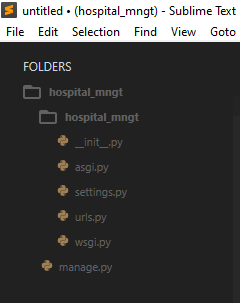 untitled • (hospital_mngt) - Sublime Text
File Edit Selection Find View Goto
FOLDERS
hospital_mngt
hospital_mngt
__init__.py
asgi.py
settings.py
urls.py
wsgi.py
manage.py